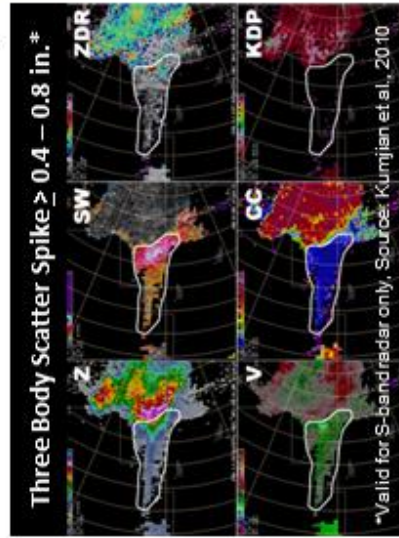 Three Body Scatter Spike ≥ 0.4 – 0.8 in.*
Z SW ZDR
V CC KDP
*Valid for S-band radar only, Source: Kumjian et al., 2010